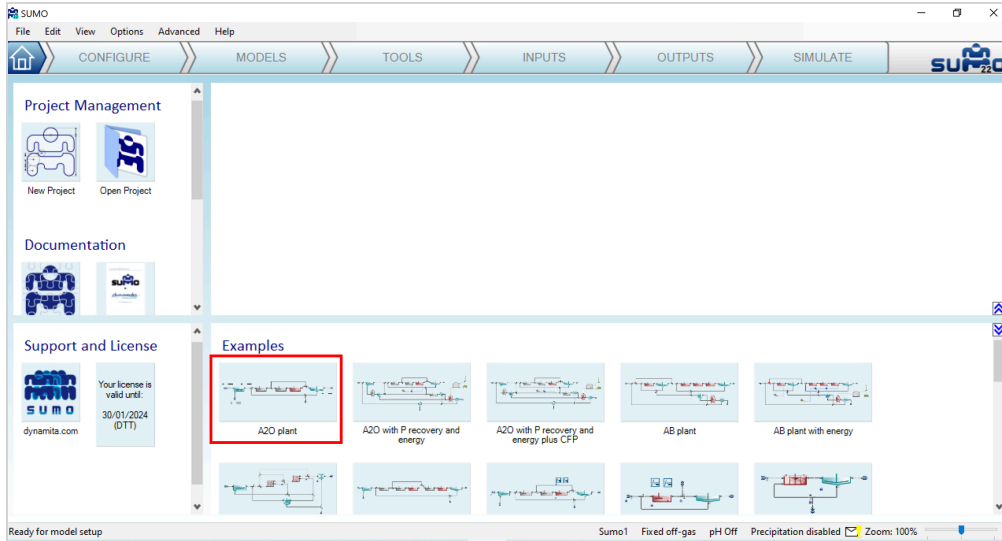 SUMO
File Edit View Options Advanced Help
CONFIGURE MODELS TOOLS INPUTS OUTPUTS SIMULATE
SUMO
22
Project Management
New Project Open Project
Documentation
SUMO
Support and License
SUMO
dynamita.com
Your license is
valid until:
30/01/2024
(DTT)
Examples
A2O plant
A2O with P recovery and
energy
A2O with P recovery and
energy plus CFP
AB plant
AB plant with energy
Ready for model setup
Sumo1 Fixed off-gas pH Off Precipitation disabled Zoom: 100%